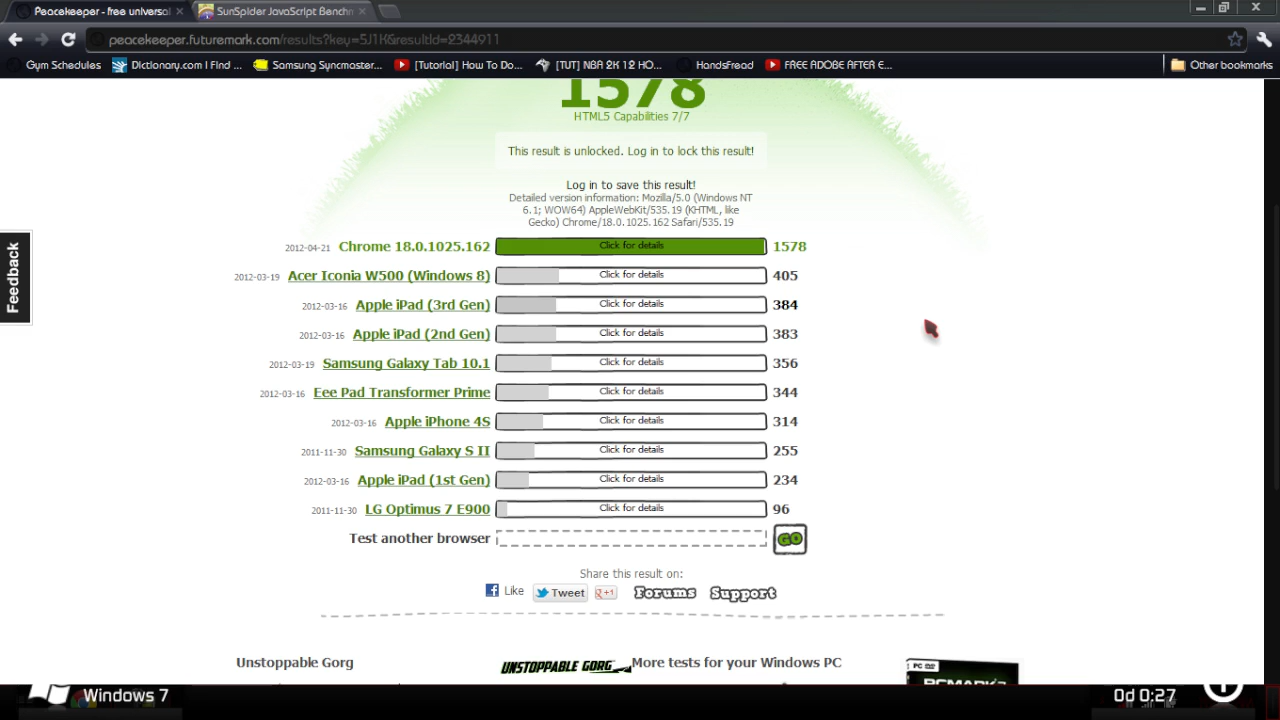 Peacekeeper - free universal
SunSpider JavaScript Benchm
peacekeeper.futuremark.com/results?key=5J1K&resultId=2344911
Gym Schedules
Dictionary.com | Find ...
Samsung Syncmaster...
[Tutorial] How To Do...
[TUT] NBA 2K 12 HO...
HandsFread
FREE ADOBE AFTER E...
Other bookmarks
1578
HTML5 Capabilities 7/7
This result is unlocked. Log in to lock this result!
Log in to save this result!
Detailed version information: Mozilla/5.0 (Windows NT
6.1; WOW64) AppleWebKit/535.19 (KHTML, like
Gecko) Chrome/18.0.1025.162 Safari/535.19
2012-04-21 Chrome 18.0.1025.162 Click for details 1578
2012-03-19 Acer Iconia W500 (Windows 8) Click for details 405
2012-03-16 Apple iPad (3rd Gen) Click for details 384
2012-03-16 Apple iPad (2nd Gen) Click for details 383
2012-03-19 Samsung Galaxy Tab 10.1 Click for details 356
2012-03-16 Eee Pad Transformer Prime Click for details 344
2012-03-16 Apple iPhone 4S Click for details 314
2011-11-30 Samsung Galaxy S II Click for details 255
2012-03-16 Apple iPad (1st Gen) Click for details 234
2011-11-30 LG Optimus 7 E900 Click for details 96
Test another browser GO
Share this result on:
Like Tweet +1 Forums Support
Feedback
Unstoppable Gorg
UNSTOPPABLE GORG
More tests for your Windows PC
PC DVD
PCMARK 7
Windows 7
0d 0:27